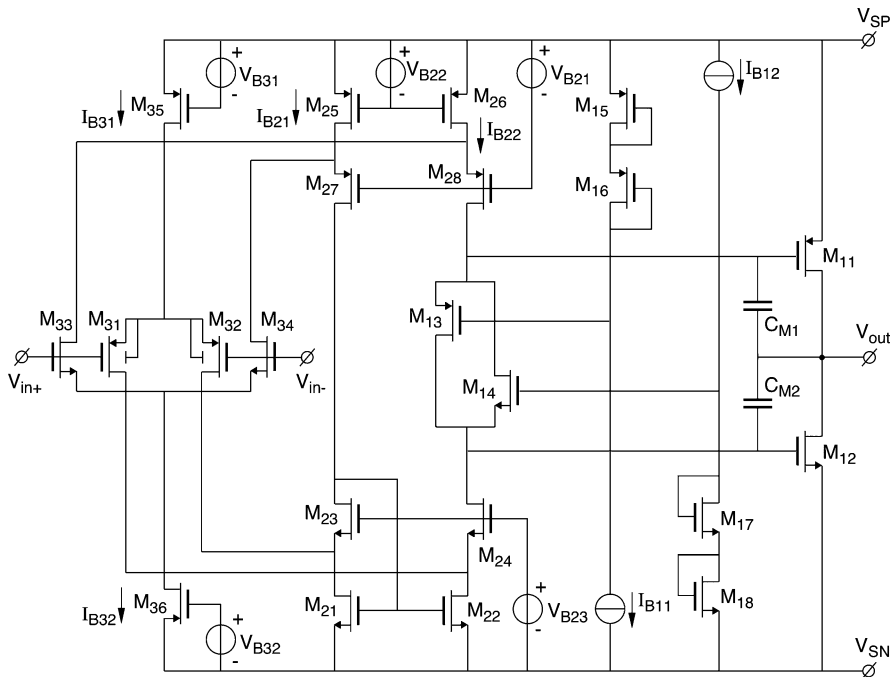 V_SP
+
V_B31
-
+
V_B22
-
+
V_B21
-
I_B12
I_B31
M_35
I_B21
M_25
M_26
I_B22
M_15
M_27
M_28
M_16
M_11
M_33
M_31
M_32
M_34
M_13
C_M1
V_out
V_in+
V_in-
M_14
C_M2
M_12
M_23
M_24
M_17
I_B32
M_36
+
V_B32
-
M_21
M_22
+
V_B23
-
I_B11
M_18
V_SN